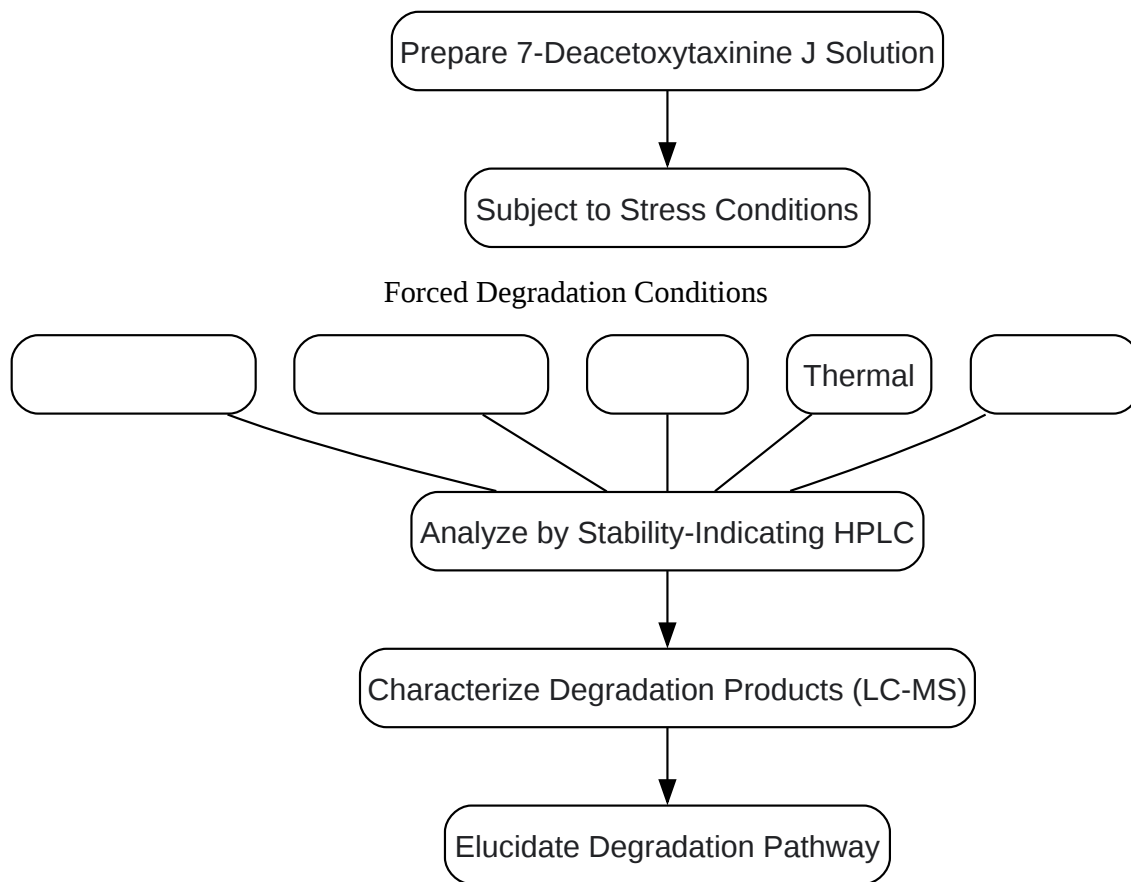 Prepare 7-Deacetoxytaxinine J Solution
Subject to Stress Conditions
Forced Degradation Conditions
Thermal
Analyze by Stability-Indicating HPLC
Characterize Degradation Products (LC-MS)
Elucidate Degradation Pathway